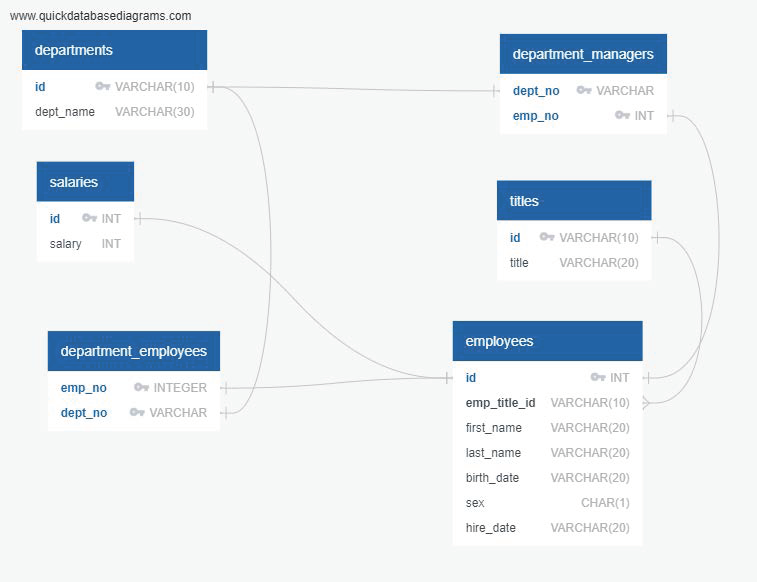 www.quickdatabasediagrams.com
departments
id VARCHAR(10)
dept_name VARCHAR(30)
department_managers
dept_no VARCHAR
emp_no INT
salaries
id INT
salary INT
titles
id VARCHAR(10)
title VARCHAR(20)
department_employees
emp_no INTEGER
dept_no VARCHAR
employees
id INT
emp_title_id VARCHAR(10)
first_name VARCHAR(20)
last_name VARCHAR(20)
birth_date VARCHAR(20)
sex CHAR(1)
hire_date VARCHAR(20)